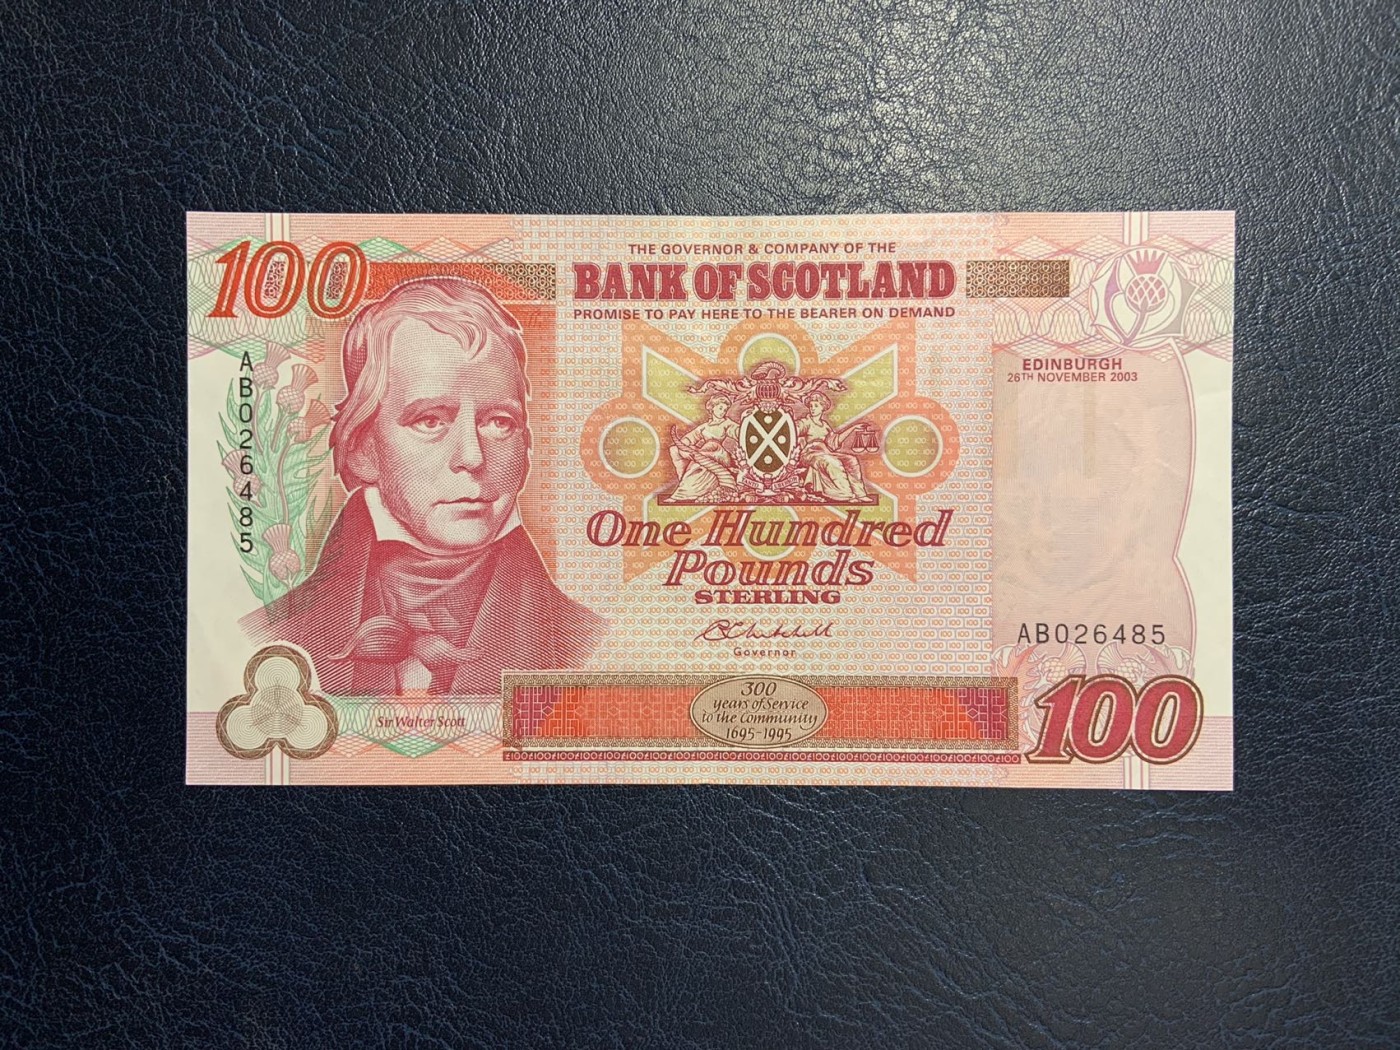 100
THE GOVERNOR & COMPANY OF THE
BANK OF SCOTLAND
PROMISE TO PAY HERE TO THE BEARER ON DEMAND
AB026485
EDINBURGH
26TH NOVEMBER 2003
One Hundred
Pounds
STERLING
Governor
AB026485
300
years of Service
to the Community
1695-1995
Sir Walter Scott
100